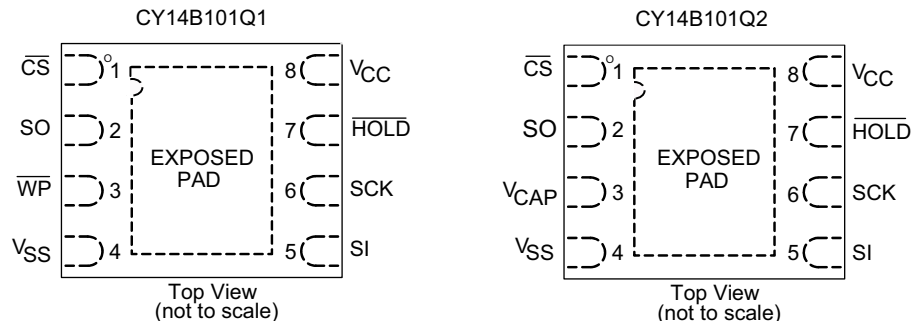 CY14B101Q1
CS 1 8 VCC
SO 2 7 HOLD
WP 3 6 SCK
VSS 4 5 SI
EXPOSED
PAD
Top View
(not to scale)
CY14B101Q2
CS 1 8 VCC
SO 2 7 HOLD
VCAP 3 6 SCK
VSS 4 5 SI
EXPOSED
PAD
Top View
(not to scale)